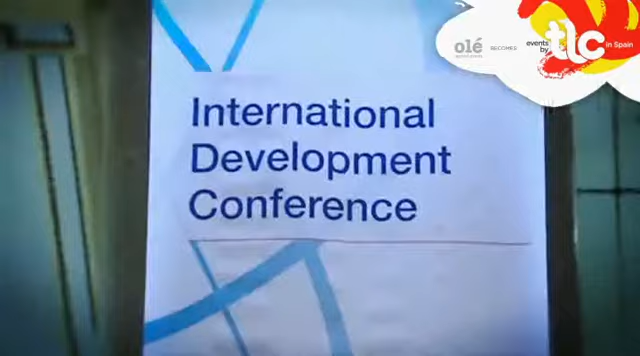 olé
BECOMES
events by tlc in Spain
International
Development
Conference